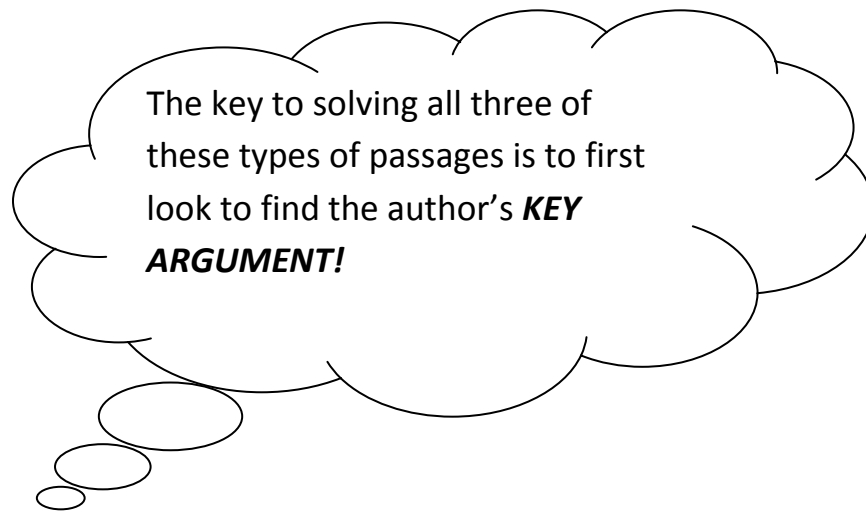 The key to solving all three of
these types of passages is to first
look to find the author’s KEY
ARGUMENT!